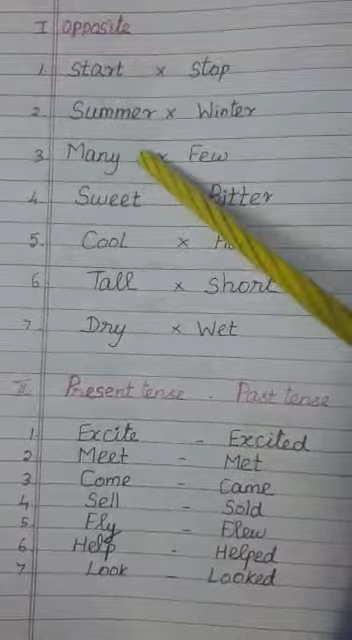 I opposite
1. Start x Stop
2. Summer x Winter
3. Many x Few
4. Sweet Bitter
5. Cool x
6 Tall x Short
7. Dry x Wet
II Present tense - Past tense
1 Excite - Excited
2 Meet - Met
3 Come - Came
4 Sell - Sold
5. Fly - Flew
6 Help - Helped
7 Look - Looked